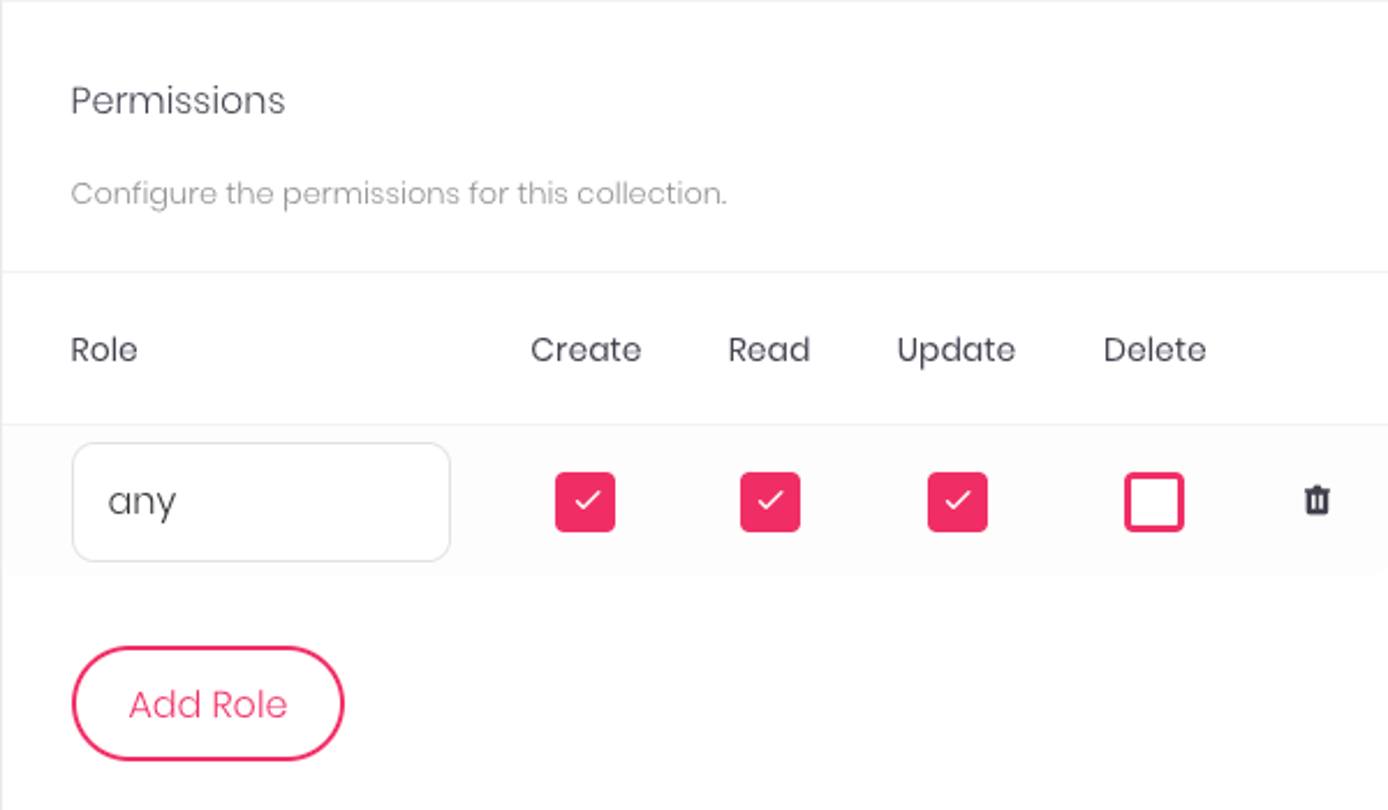 Permissions
Configure the permissions for this collection.
Role Create Read Update Delete
any
Add Role